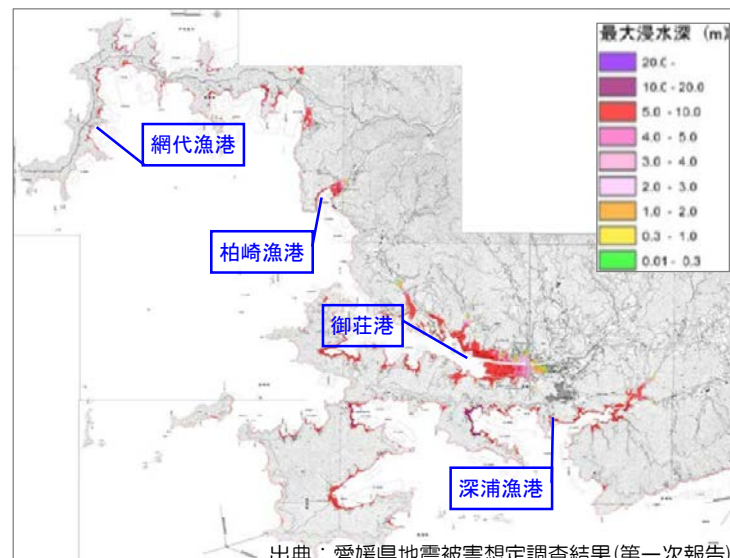 最大浸水深 (m)
20.0 -
10.0 - 20.0
5.0 - 10.0
4.0 - 5.0
3.0 - 4.0
2.0 - 3.0
1.0 - 2.0
0.3 - 1.0
0.01 - 0.3
網代漁港
柏崎漁港
御荘港
深浦漁港
出典：愛媛県地震被害想定調査結果(第一次報告)